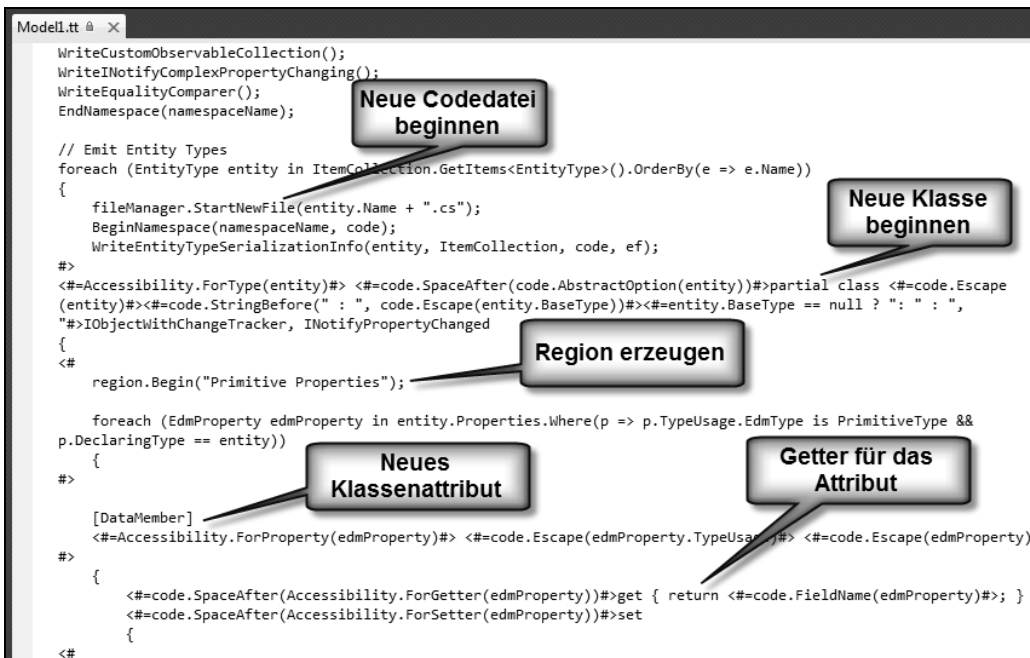 Model1.tt
WriteCustomObservableCollection();
WriteINotifyComplexPropertyChanging();
WriteEqualityComparer();
EndNamespace(namespaceName);
Neue Codedatei
beginnen
// Emit Entity Types
foreach (EntityType entity in ItemCollection.GetItems<EntityType>().OrderBy(e => e.Name))
{
fileManager.StartNewFile(entity.Name + ".cs");
BeginNamespace(namespaceName, code);
WriteEntityTypeSerializationInfo(entity, ItemCollection, code, ef);
Neue Klasse
beginnen
#>
<#=Accessibility.ForType(entity)#> <#=code.SpaceAfter(code.AbstractOption(entity))#>partial class <#=code.Escape
(entity)#><#=code.StringBefore(" : ", code.Escape(entity.BaseType))#><#=entity.BaseType == null ? ": " : ",
"#>IObjectWithChangeTracker, INotifyPropertyChanged
{
<#
region.Begin("Primitive Properties");
Region erzeugen
foreach (EdmProperty edmProperty in entity.Properties.Where(p => p.TypeUsage.EdmType is PrimitiveType &&
p.DeclaringType == entity))
{
#>
Neues
Klassenattribut
Getter für das
Attribut
[DataMember]
<#=Accessibility.ForProperty(edmProperty)#> <#=code.Escape(edmProperty.TypeUsage)#> <#=code.Escape(edmProperty)
#>
{
<#=code.SpaceAfter(Accessibility.ForGetter(edmProperty))#>get { return <#=code.FieldName(edmProperty)#>; }
<#=code.SpaceAfter(Accessibility.ForSetter(edmProperty))#>set
{
<#